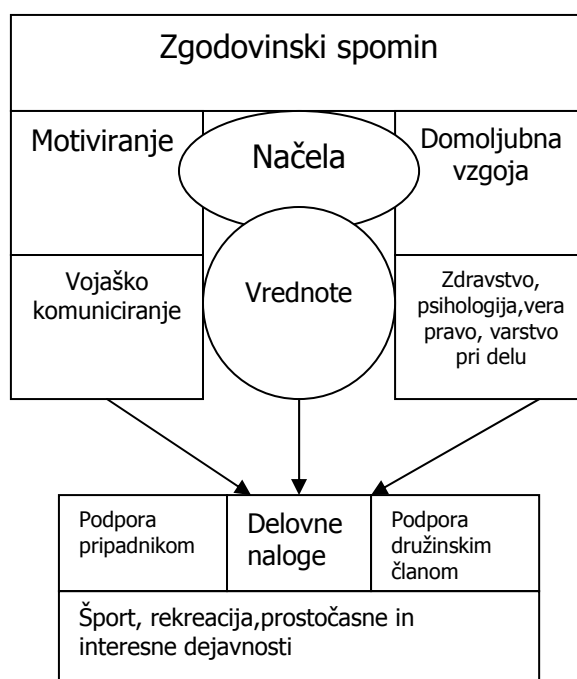 Zgodovinski spomin
Motiviranje
Načela
Domoljubna
vzgoja
Vojaško
komuniciranje
Vrednote
Zdravstvo,
psihologija,vera
pravo, varstvo
pri delu
Podpora
pripadnikom
Delovne
naloge
Podpora
družinskim
članom
Šport, rekreacija,prostočasne in
interesne dejavnosti